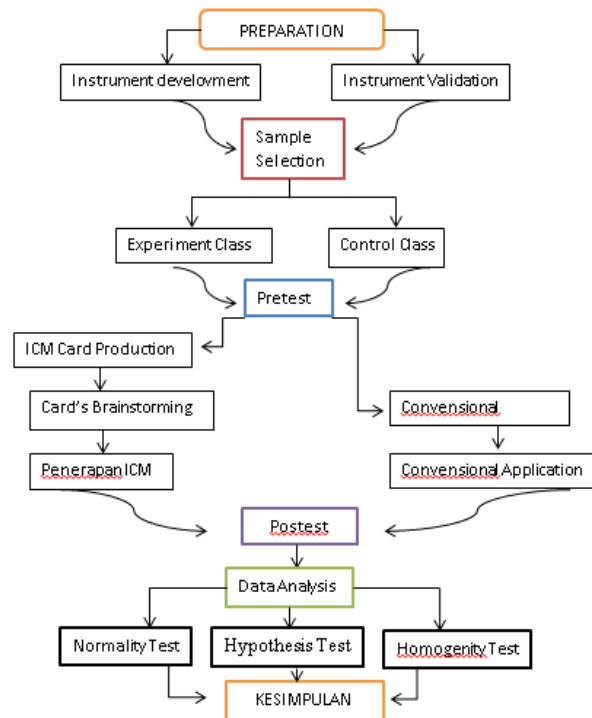 PREPARATION
Instrument develovment
Instrument Validation
Sample
Selection
Experiment Class
Control Class
Pretest
ICM Card Production
Card's Brainstorming
Convensional
Penerapan ICM
Convensional Application
Postest
Data Analysis
Normality Test
Hypothesis Test
Homogenity Test
KESIMPULAN